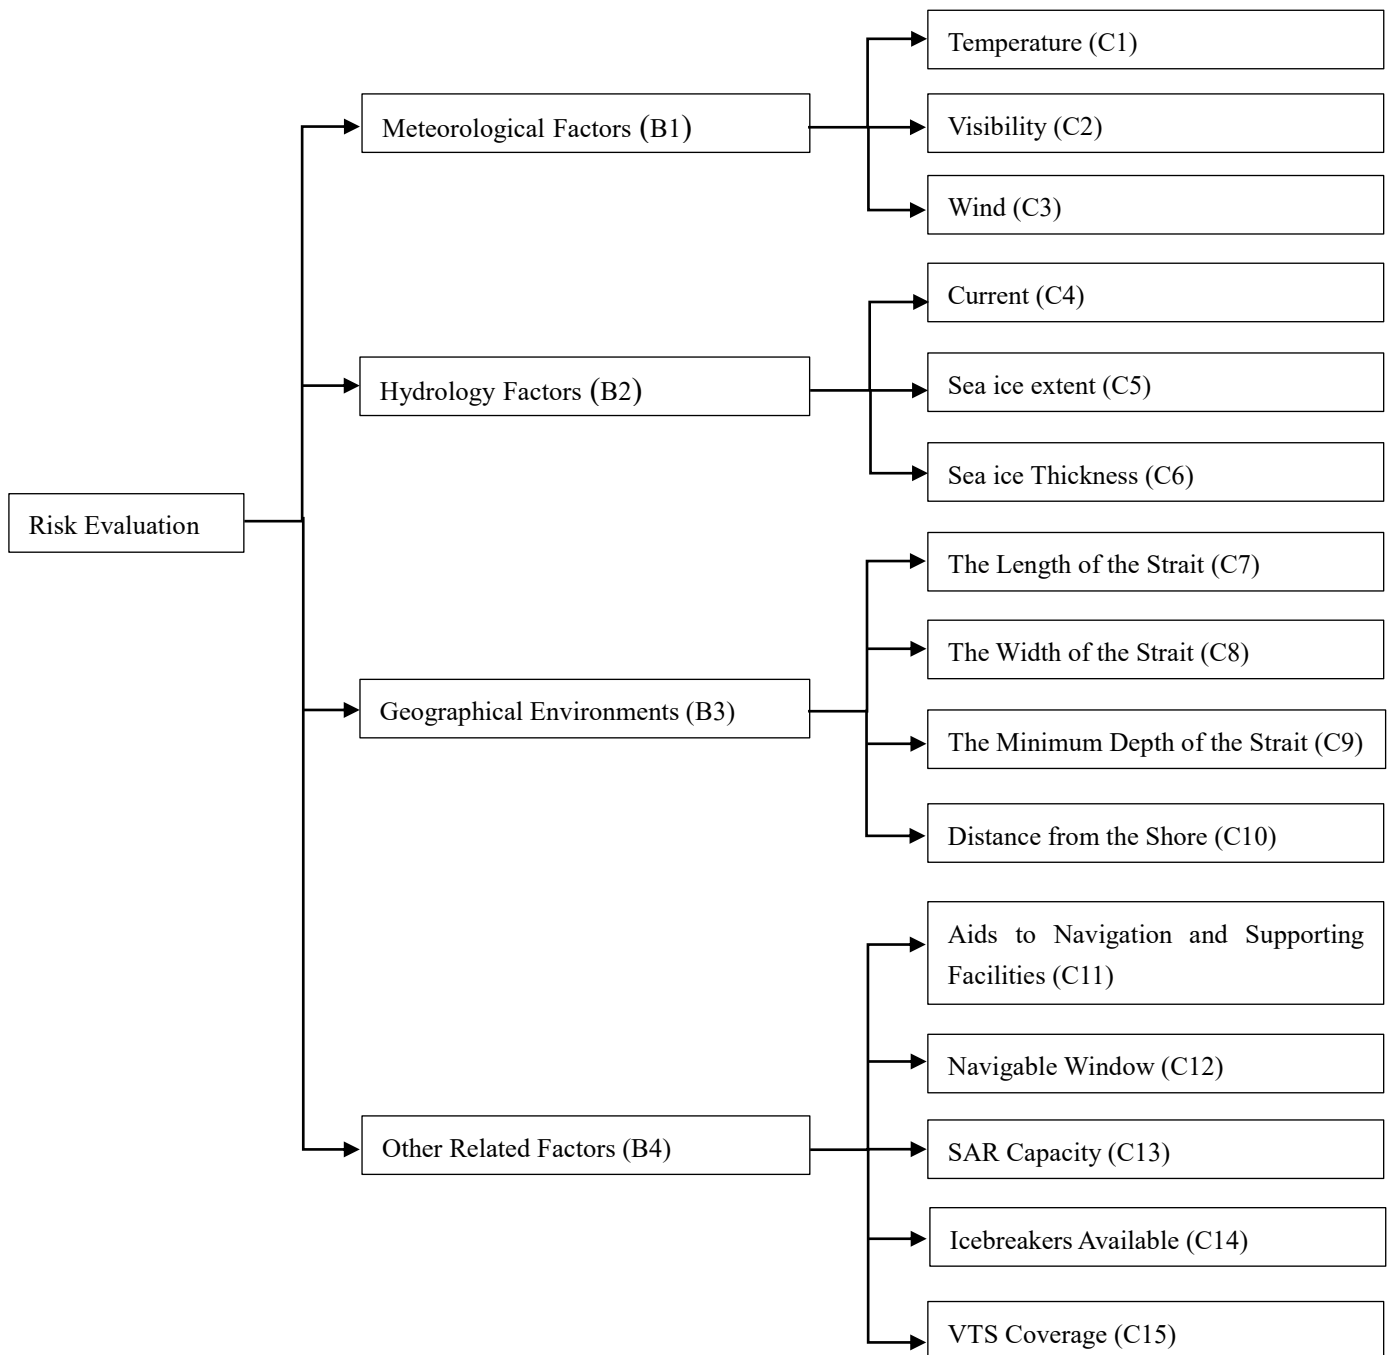 Risk Evaluation
Meteorological Factors (B1)
Temperature (C1)
Visibility (C2)
Wind (C3)
Hydrology Factors (B2)
Current (C4)
Sea ice extent (C5)
Sea ice Thickness (C6)
Geographical Environments (B3)
The Length of the Strait (C7)
The Width of the Strait (C8)
The Minimum Depth of the Strait (C9)
Distance from the Shore (C10)
Other Related Factors (B4)
Aids to Navigation and Supporting
Facilities (C11)
Navigable Window (C12)
SAR Capacity (C13)
Icebreakers Available (C14)
VTS Coverage (C15)